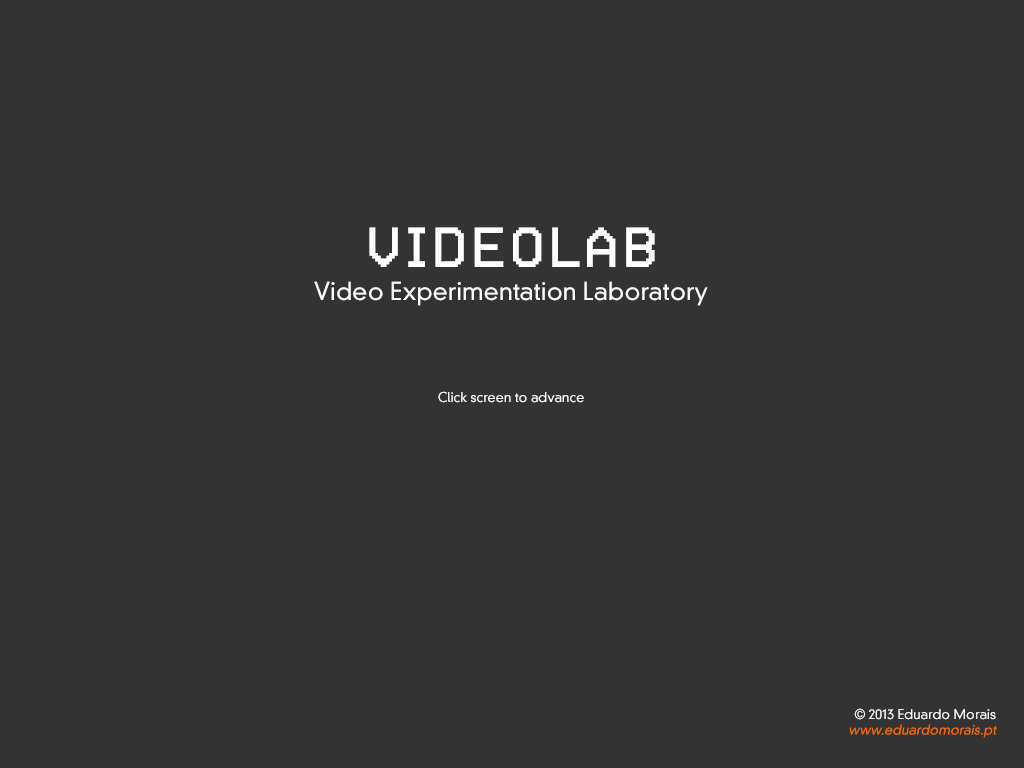 VIDEOLAB
Video Experimentation Laboratory
Click screen to advance
© 2013 Eduardo Morais
www.eduardomorais.pt